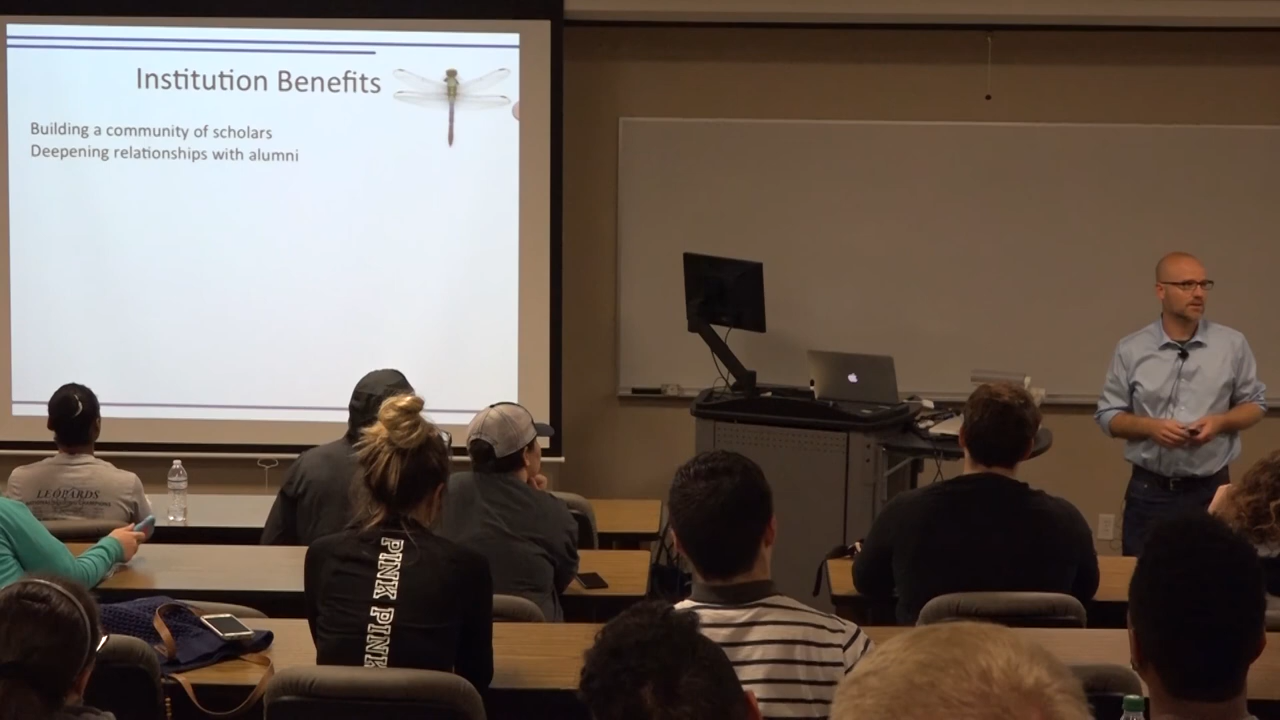 Institution Benefits
Building a community of scholars
Deepening relationships with alumni
LEOPARDS
PINK PINK